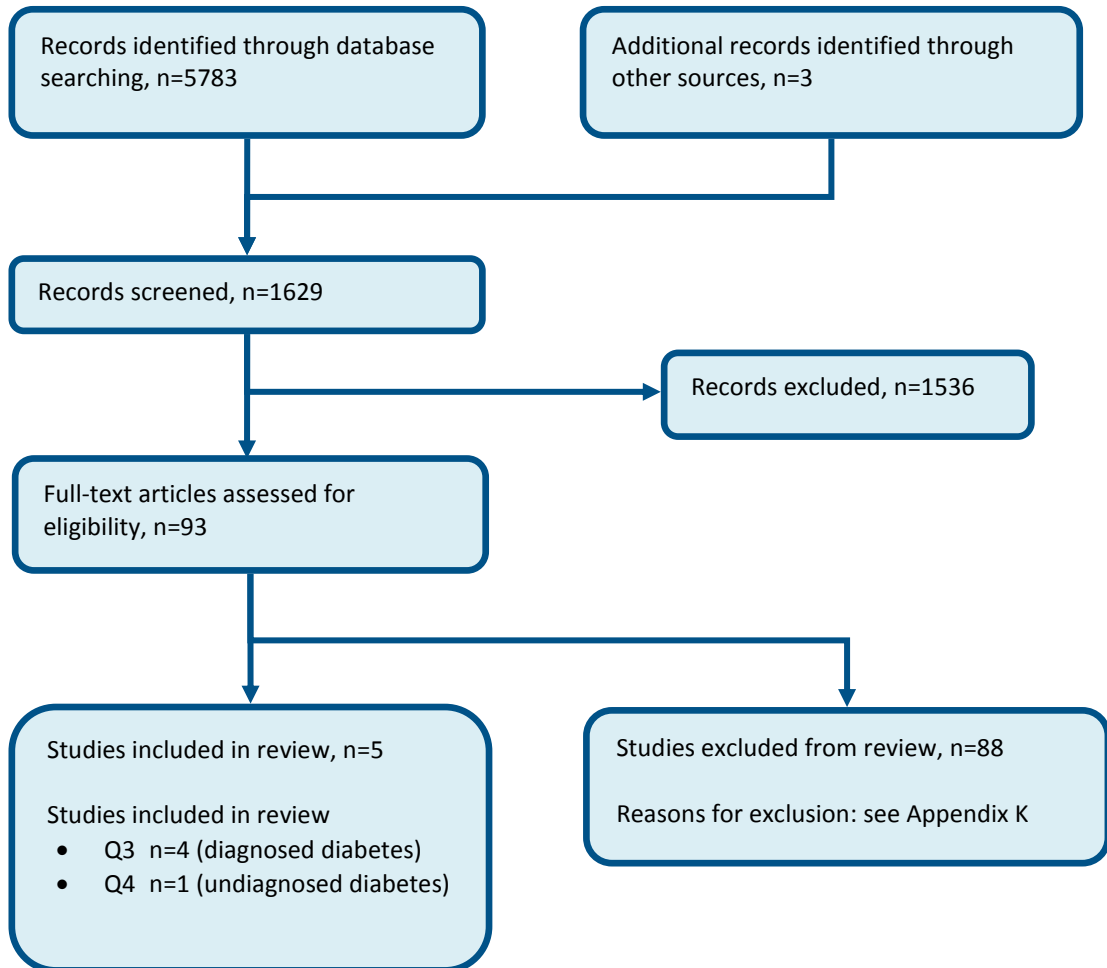 Records identified through database
searching, n=5783
Additional records identified through
other sources, n=3
Records screened, n=1629
Records excluded, n=1536
Full-text articles assessed for
eligibility, n=93
Studies included in review, n=5
Studies included in review
• Q3 n=4 (diagnosed diabetes)
• Q4 n=1 (undiagnosed diabetes)
Studies excluded from review, n=88
Reasons for exclusion: see Appendix K